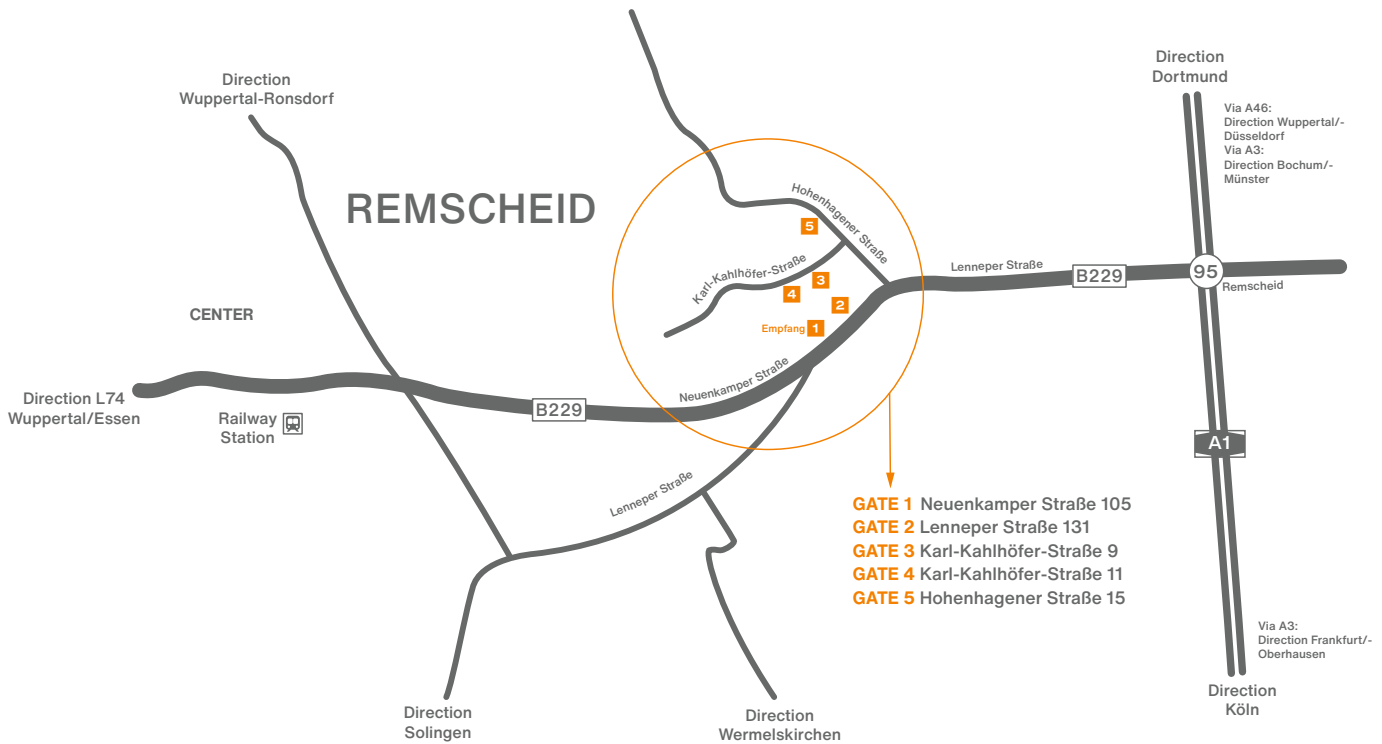 Direction
Wuppertal-Ronsdorf
Direction
Dortmund
Via A46:
Direction Wuppertal/-
Düsseldorf
Via A3:
Direction Bochum/-
Münster
REMSCHEID
Hohenhagener Straße
5
Karl-Kahlhöfer-Straße
3
4
2
Empfang 1
Lenneper Straße
B229
95
Remscheid
CENTER
Neuenkamper Straße
Direction L74
Wuppertal/Essen
Railway
Station
B229
A1
Lenneper Straße
GATE 1 Neuenkamper Straße 105
GATE 2 Lenneper Straße 131
GATE 3 Karl-Kahlhöfer-Straße 9
GATE 4 Karl-Kahlhöfer-Straße 11
GATE 5 Hohenhagener Straße 15
Via A3:
Direction Frankfurt/-
Oberhausen
Direction
Solingen
Direction
Wermelskirchen
Direction
Köln